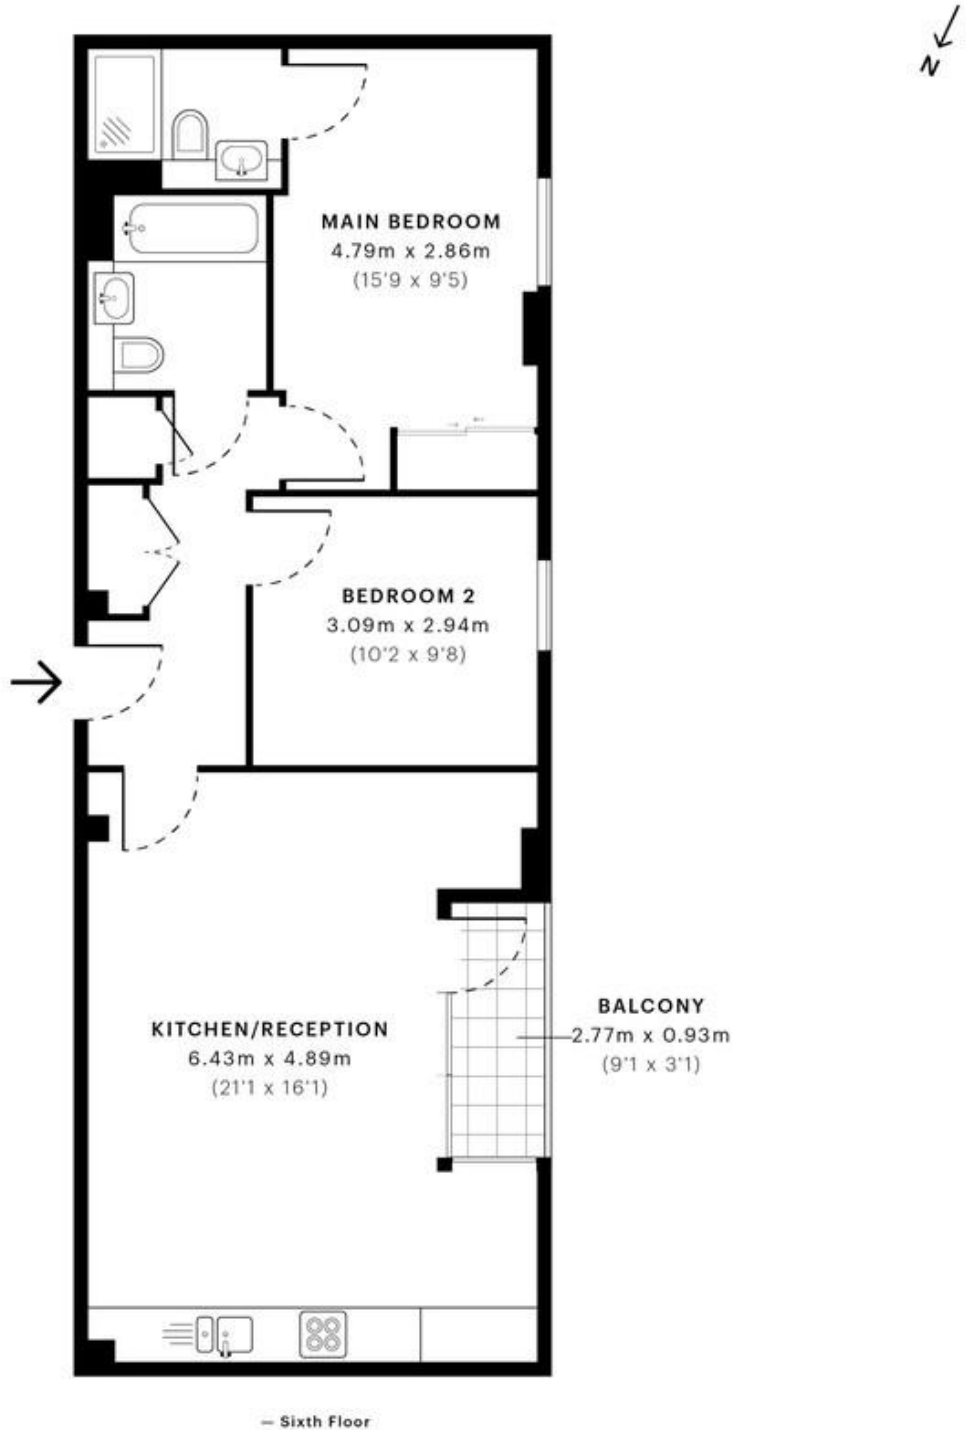 N
MAIN BEDROOM
4.79m x 2.86m
(15'9 x 9'5)
BEDROOM 2
3.09m x 2.94m
(10'2 x 9'8)
BALCONY
2.77m x 0.93m
(9'1 x 3'1)
KITCHEN/RECEPTION
6.43m x 4.89m
(21'1 x 16'1)
— Sixth Floor